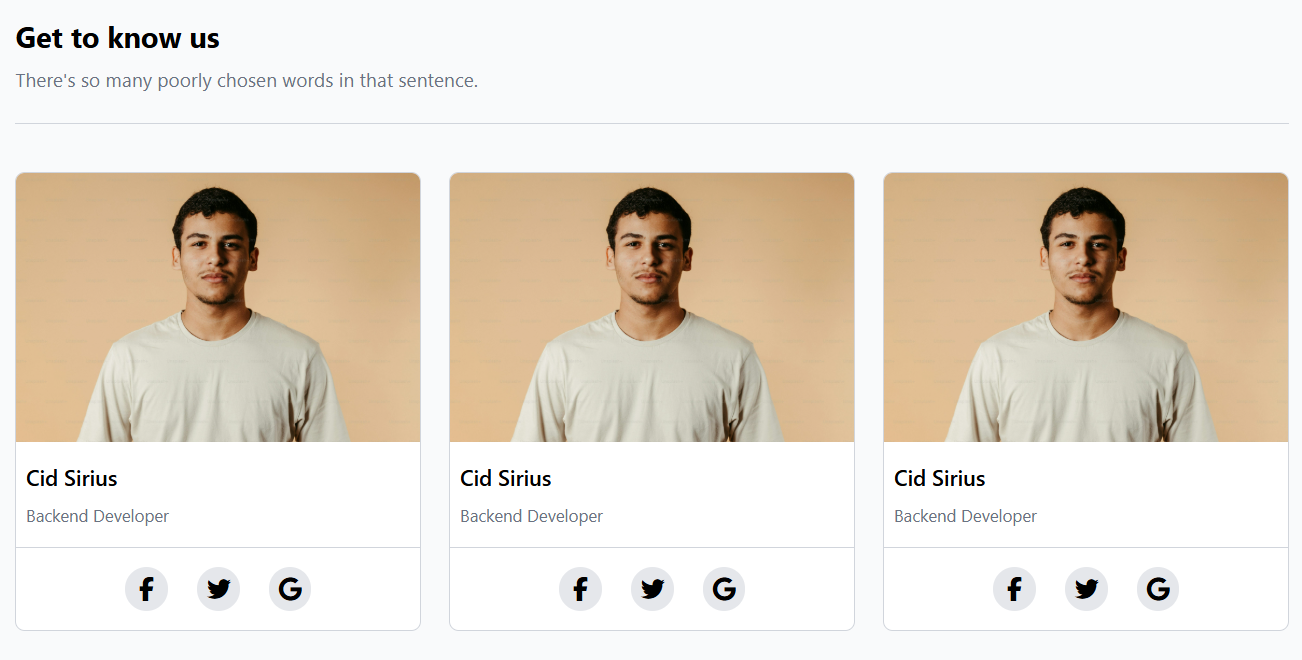 Get to know us
There's so many poorly chosen words in that sentence.
Cid Sirius
Backend Developer
Cid Sirius
Backend Developer
Cid Sirius
Backend Developer